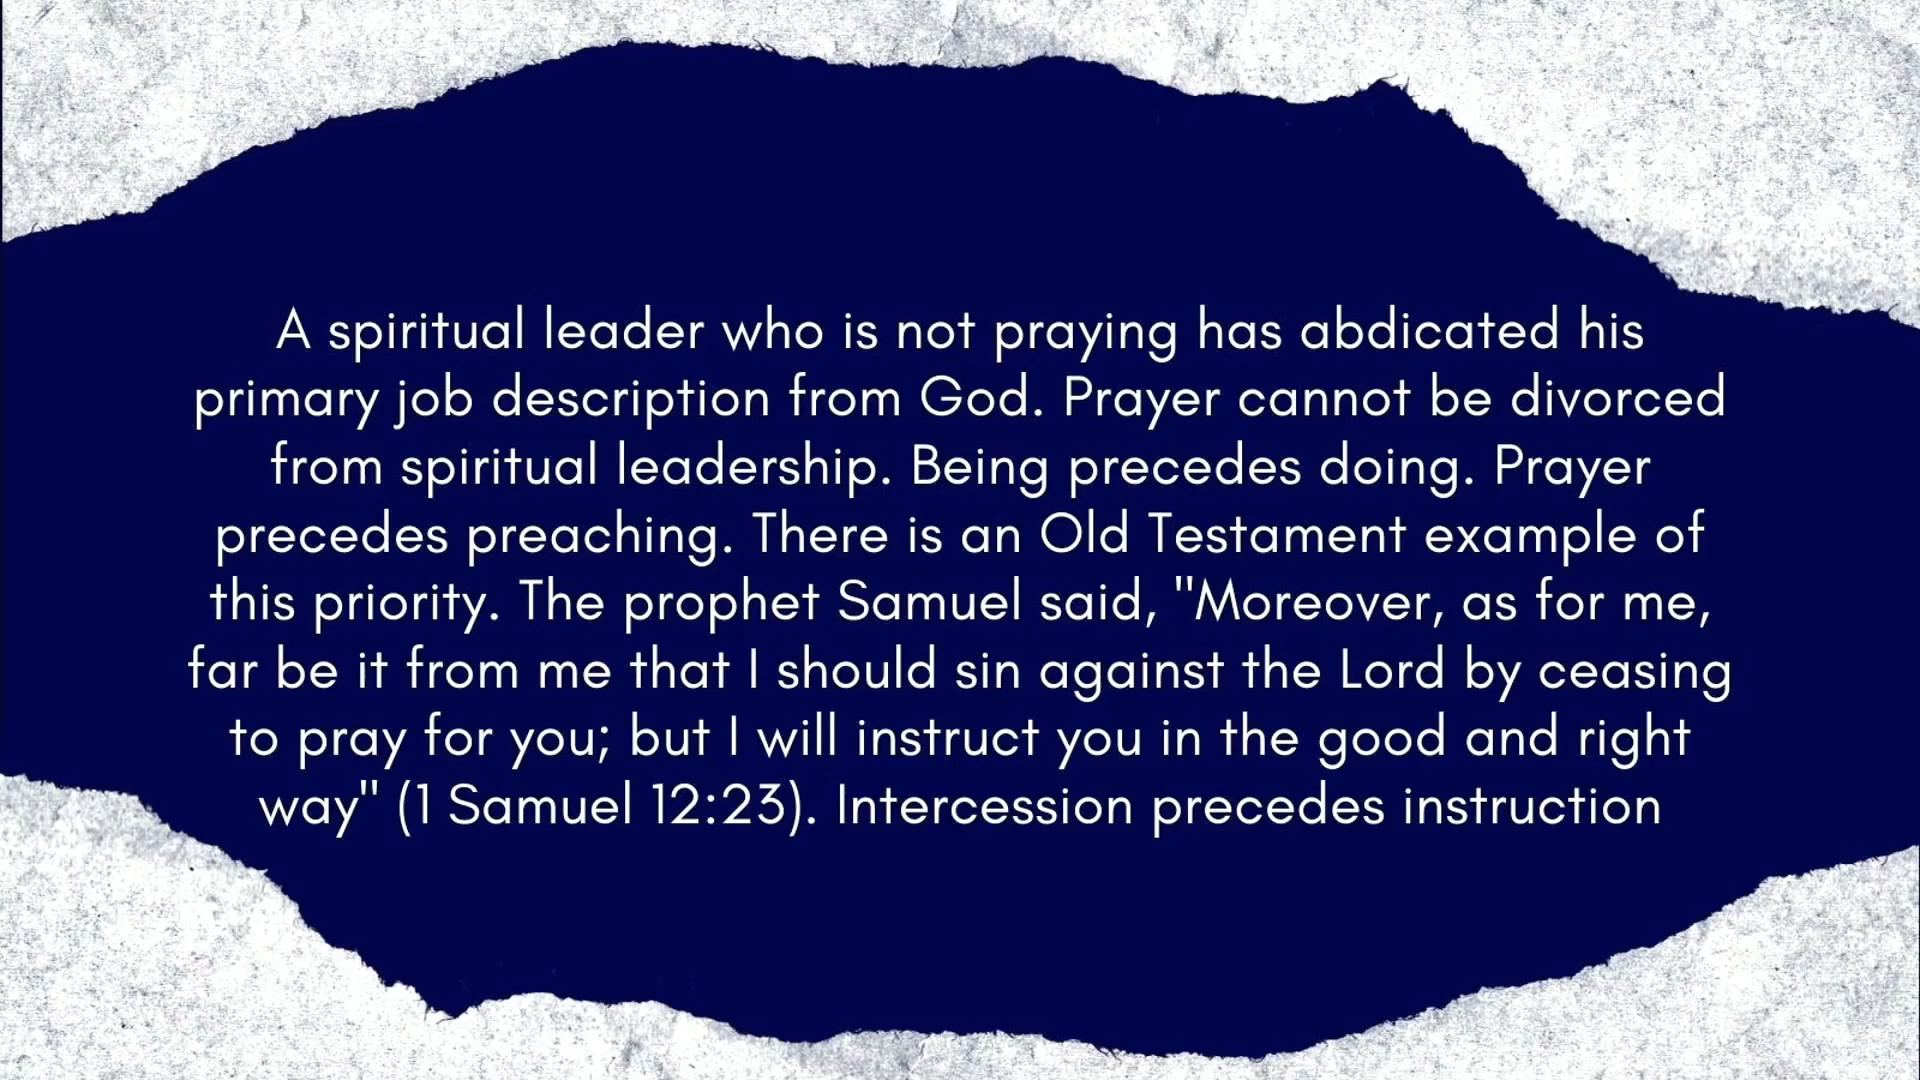 A spiritual leader who is not praying has abdicated his
primary job description from God. Prayer cannot be divorced
from spiritual leadership. Being precedes doing. Prayer
precedes preaching. There is an Old Testament example of
this priority. The prophet Samuel said, "Moreover, as for me,
far be it from me that I should sin against the Lord by ceasing
to pray for you; but I will instruct you in the good and right
way" (1 Samuel 12:23). Intercession precedes instruction